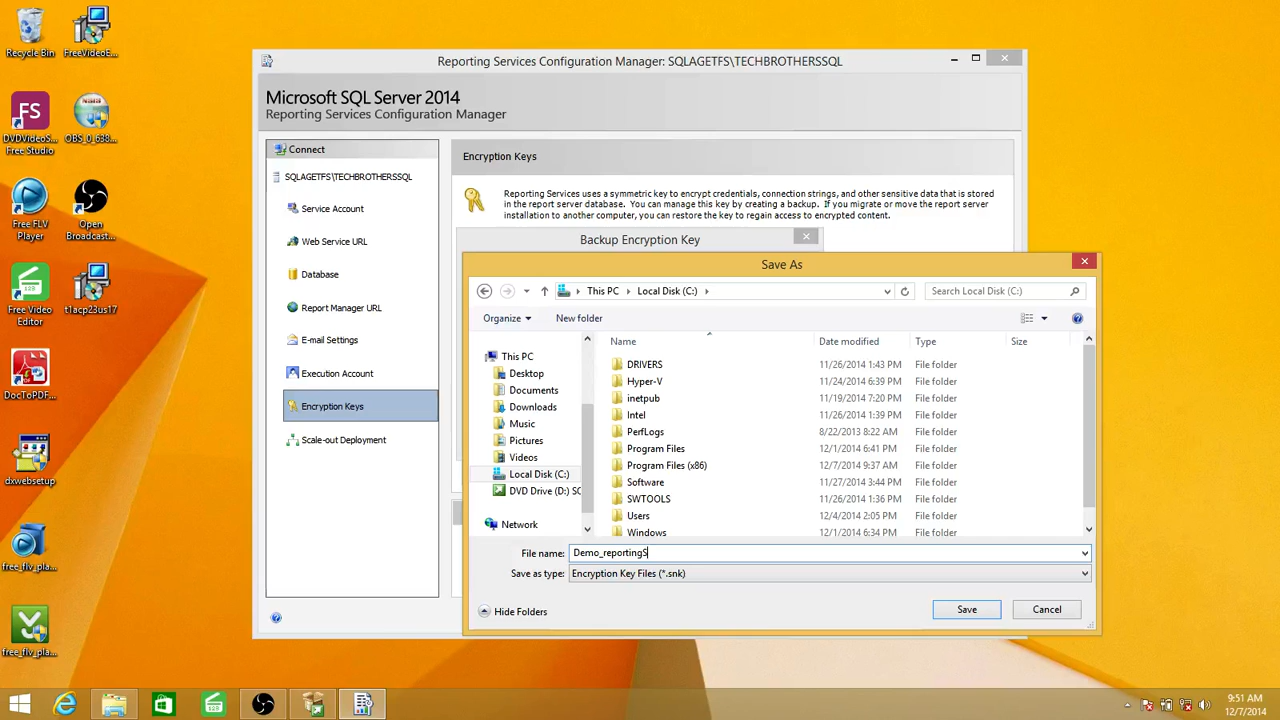 Recycle Bin
FreeVideoE...
DVDVideoS...
Free Studio
OBS_0_638...
Free FLV
Player
Open
Broadcast...
Free Video
Editor
t1acp23us17
DocToPDF...
dxwebsetup
free_flv_pla...
free_flv_pla...
Reporting Services Configuration Manager: SQLAGETFS\TECHBROTHERSSQL
Microsoft SQL Server 2014
Reporting Services Configuration Manager
Connect
SQLAGETFS\TECHBROTHERSSQL
Service Account
Web Service URL
Database
Report Manager URL
E-mail Settings
Execution Account
Encryption Keys
Scale-out Deployment
Encryption Keys
Reporting Services uses a symmetric key to encrypt credentials, connection strings, and other sensitive data that is stored
in the report server database. You can manage this key by creating a backup. If you migrate or move the report server
installation to another computer, you can restore the key to regain access to encrypted content.
Backup Encryption Key
Save As
This PC Local Disk (C:)
Search Local Disk (C:)
Organize New folder
This PC
Desktop
Documents
Downloads
Music
Pictures
Videos
Local Disk (C:)
DVD Drive (D:) SC
Network
Name Date modified Type Size
DRIVERS 11/26/2014 1:43 PM File folder
Hyper-V 11/24/2014 6:39 PM File folder
inetpub 11/19/2014 7:20 PM File folder
Intel 11/26/2014 1:39 PM File folder
PerfLogs 8/22/2013 8:22 AM File folder
Program Files 12/1/2014 6:41 PM File folder
Program Files (x86) 12/7/2014 9:37 AM File folder
Software 11/27/2014 3:44 PM File folder
SWTOOLS 11/26/2014 1:36 PM File folder
Users 12/4/2014 2:05 PM File folder
Windows 12/1/2014 6:34 PM File folder
File name: Demo_reportingS
Save as type: Encryption Key Files (*.snk)
Hide Folders
Save Cancel
9:51 AM
12/7/2014